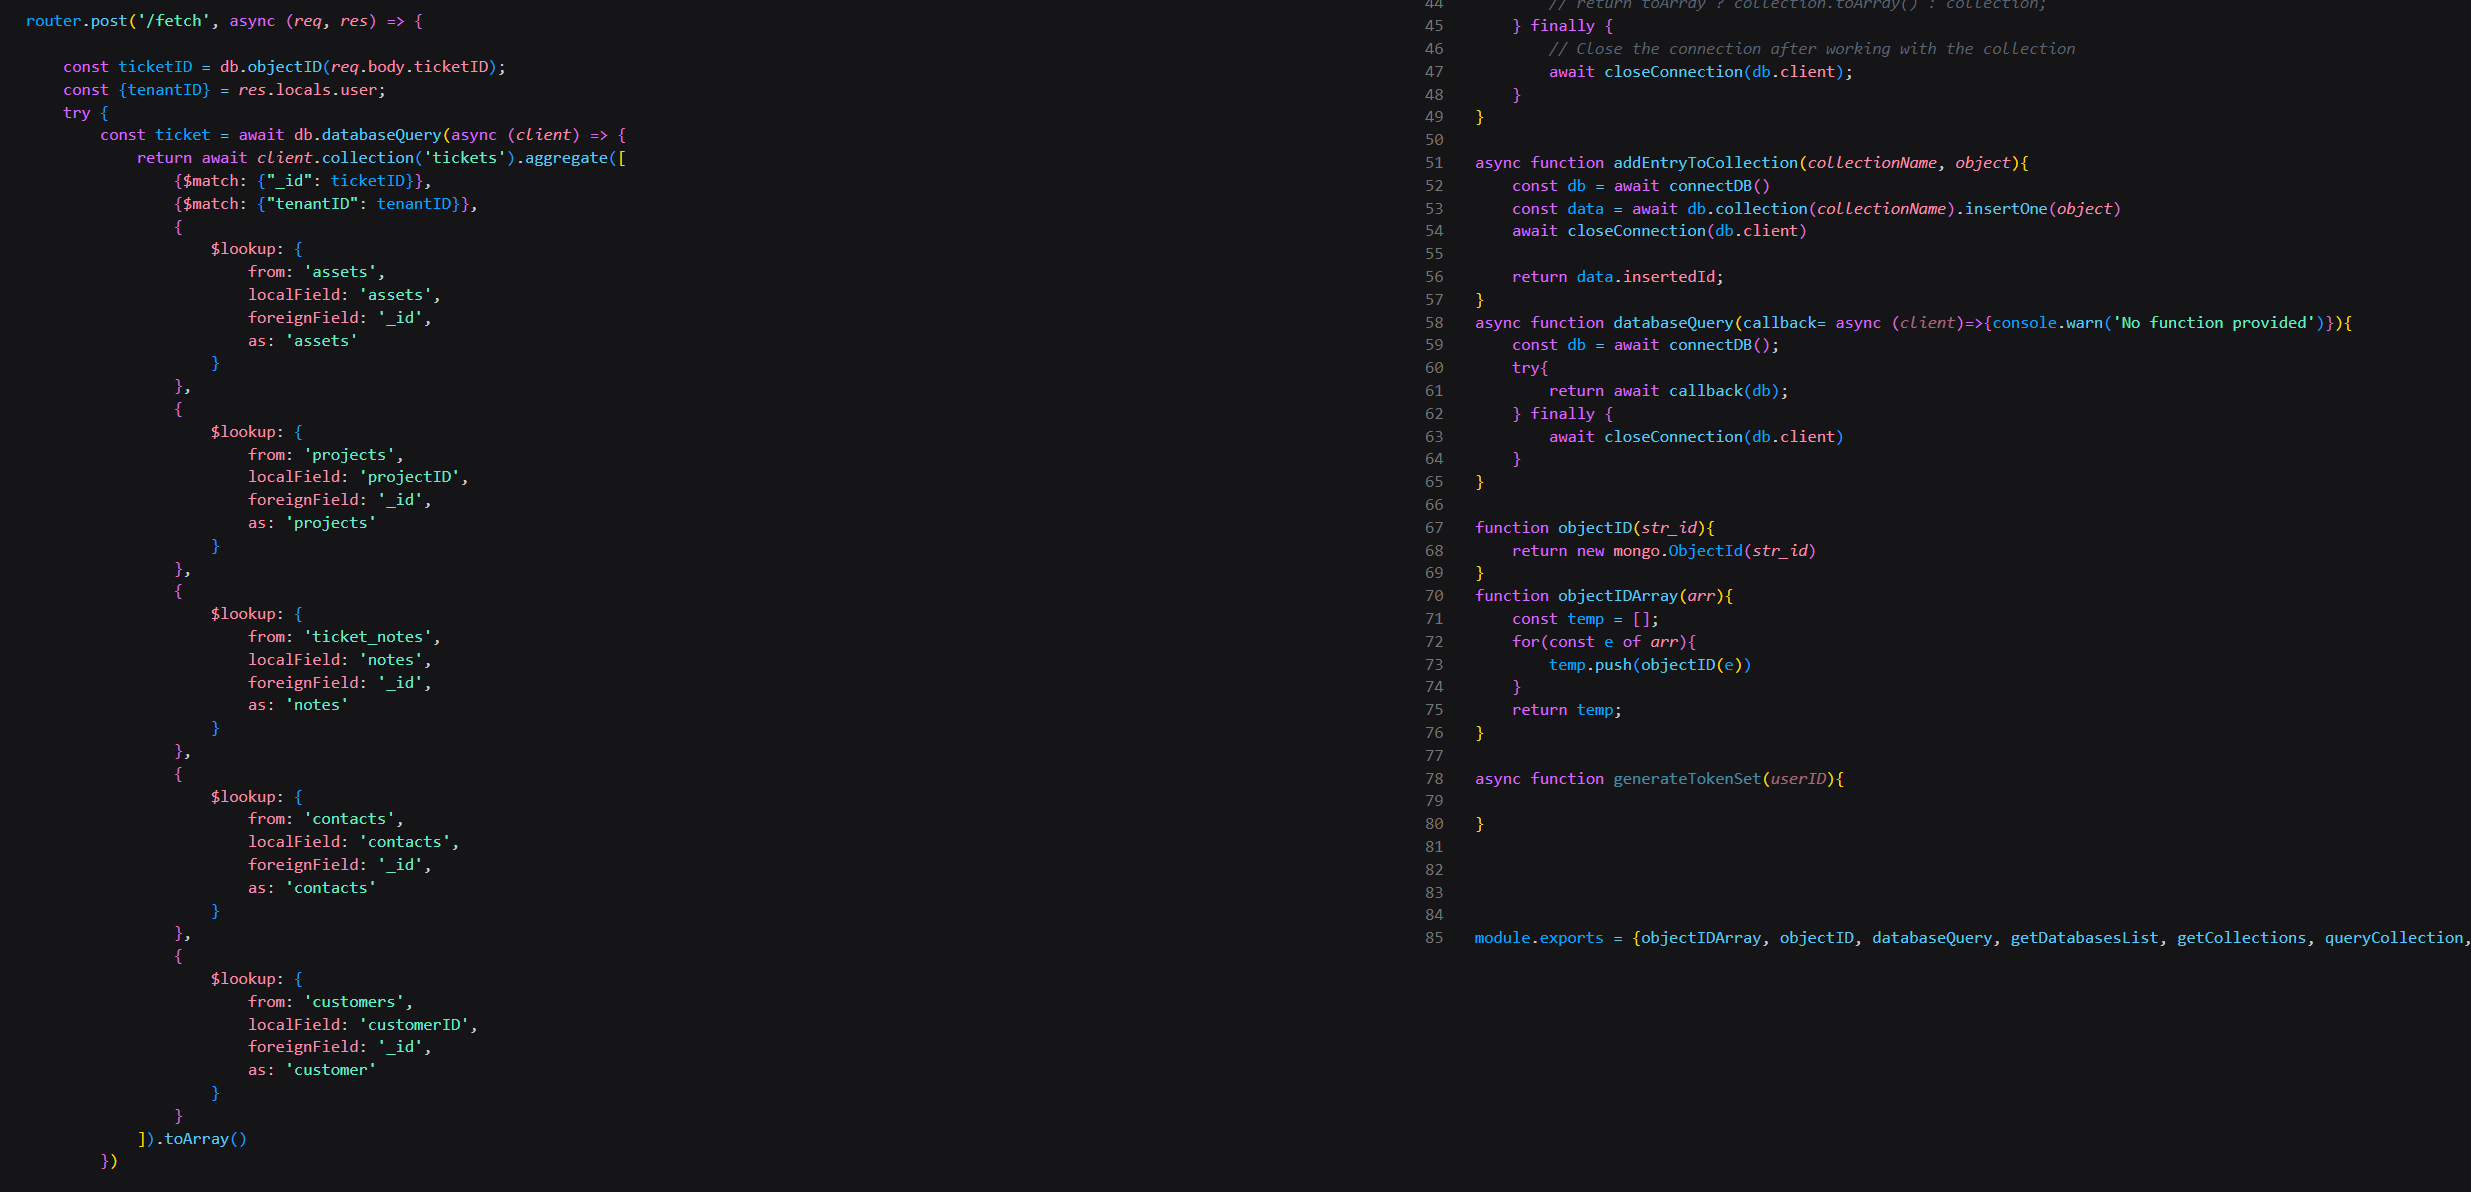 router.post('/fetch', async (req, res) => {
const ticketID = db.objectID(req.body.ticketID);
const {tenantID} = res.locals.user;
try {
const ticket = await db.databaseQuery(async (client) => {
return await client.collection('tickets').aggregate([
{$match: {"_id": ticketID}},
{$match: {"tenantID": tenantID}},
{
$lookup: {
from: 'assets',
localField: 'assets',
foreignField: '_id',
as: 'assets'
}
},
{
$lookup: {
from: 'projects',
localField: 'projectID',
foreignField: '_id',
as: 'projects'
}
},
{
$lookup: {
from: 'ticket_notes',
localField: 'notes',
foreignField: '_id',
as: 'notes'
}
},
{
$lookup: {
from: 'contacts',
localField: 'contacts',
foreignField: '_id',
as: 'contacts'
}
},
{
$lookup: {
from: 'customers',
localField: 'customerID',
foreignField: '_id',
as: 'customer'
}
}
]).toArray()
})
44 // return toArray ? collection.toArray() : collection;
45 } finally {
46 // Close the connection after working with the collection
47 await closeConnection(db.client);
48 }
49 }
50
51 async function addEntryToCollection(collectionName, object){
52 const db = await connectDB()
53 const data = await db.collection(collectionName).insertOne(object)
54 await closeConnection(db.client)
55
56 return data.insertedId;
57 }
58 async function databaseQuery(callback= async (client)=>{console.warn('No function provided')}){
59 const db = await connectDB();
60 try{
61 return await callback(db);
62 } finally {
63 await closeConnection(db.client)
64 }
65 }
66
67 function objectID(str_id){
68 return new mongo.ObjectId(str_id)
69 }
70 function objectIDArray(arr){
71 const temp = [];
72 for(const e of arr){
73 temp.push(objectID(e))
74 }
75 return temp;
76 }
77
78 async function generateTokenSet(userID){
79
80 }
81
82
83
84
85 module.exports = {objectIDArray, objectID, databaseQuery, getDatabasesList, getCollections, queryCollection,